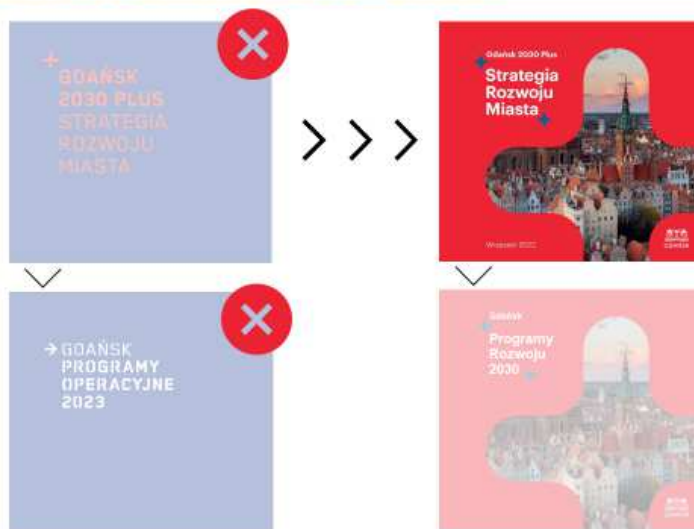 GDAŃSK
2030 PLUS
STRATEGIA
ROZWOJU
MIASTA
Gdańsk 2030 Plus
Strategia
Rozwoju
Miasta
Wrzesień 2022
GDAŃSK
PROGRAMY
OPERACYJNE
2023
Gdańsk
Programy
Rozwoju
2030